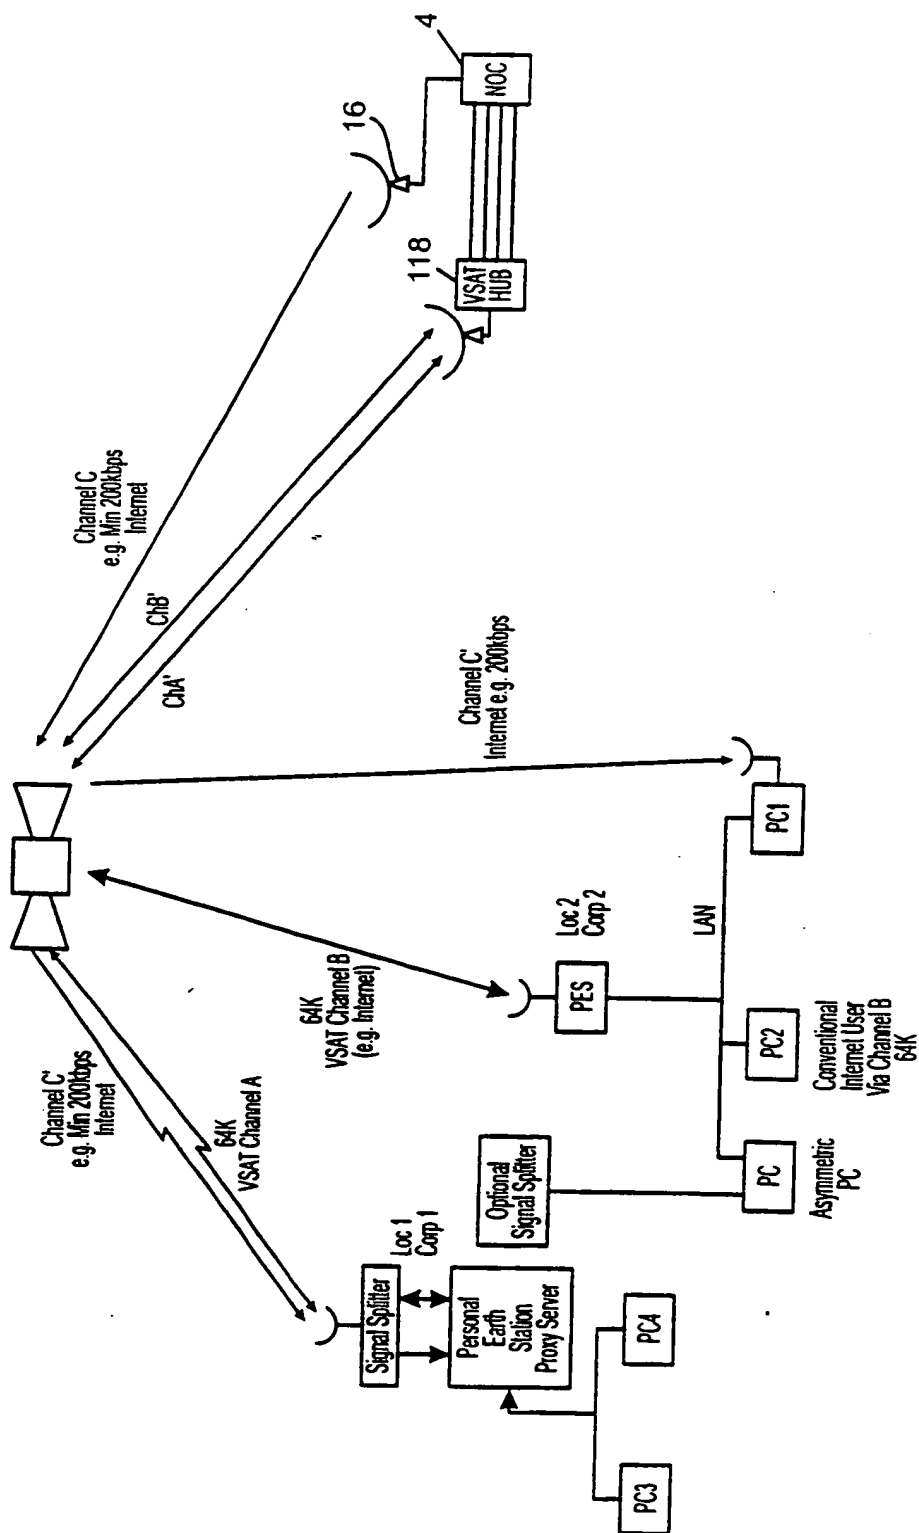 Channel C'
e.g. Min 200kbps
Internet
64K
VSAT Channel A
Loc 1
Corp 1
Signal Splitter
Personal
Earth
Station
Proxy Server
PC3
PC4
64K
VSAT Channel B
(e.g. Internet)
Optional
Signal Splitter
Loc 2
Corp 2
PES
LAN
PC
Asymmetric
PC
PC2
Conventional
Internet User
Via Channel B
64K
PC1
Channel C'
Internet e.g. 200kbps
ChA'
ChB'
Channel C
e.g. Min 200kbps
Internet
118
VSAT
HUB
16
4
NOC